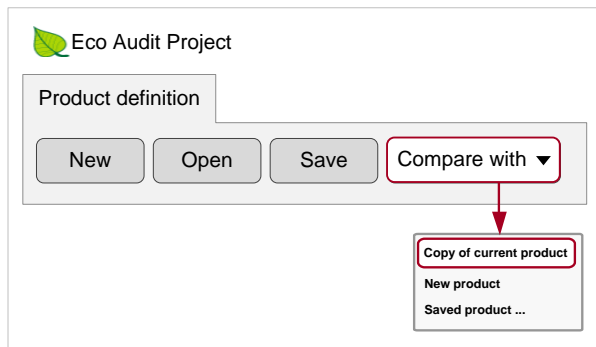 Eco Audit Project
Product definition
New Open Save Compare with
Copy of current product
New product
Saved product ...